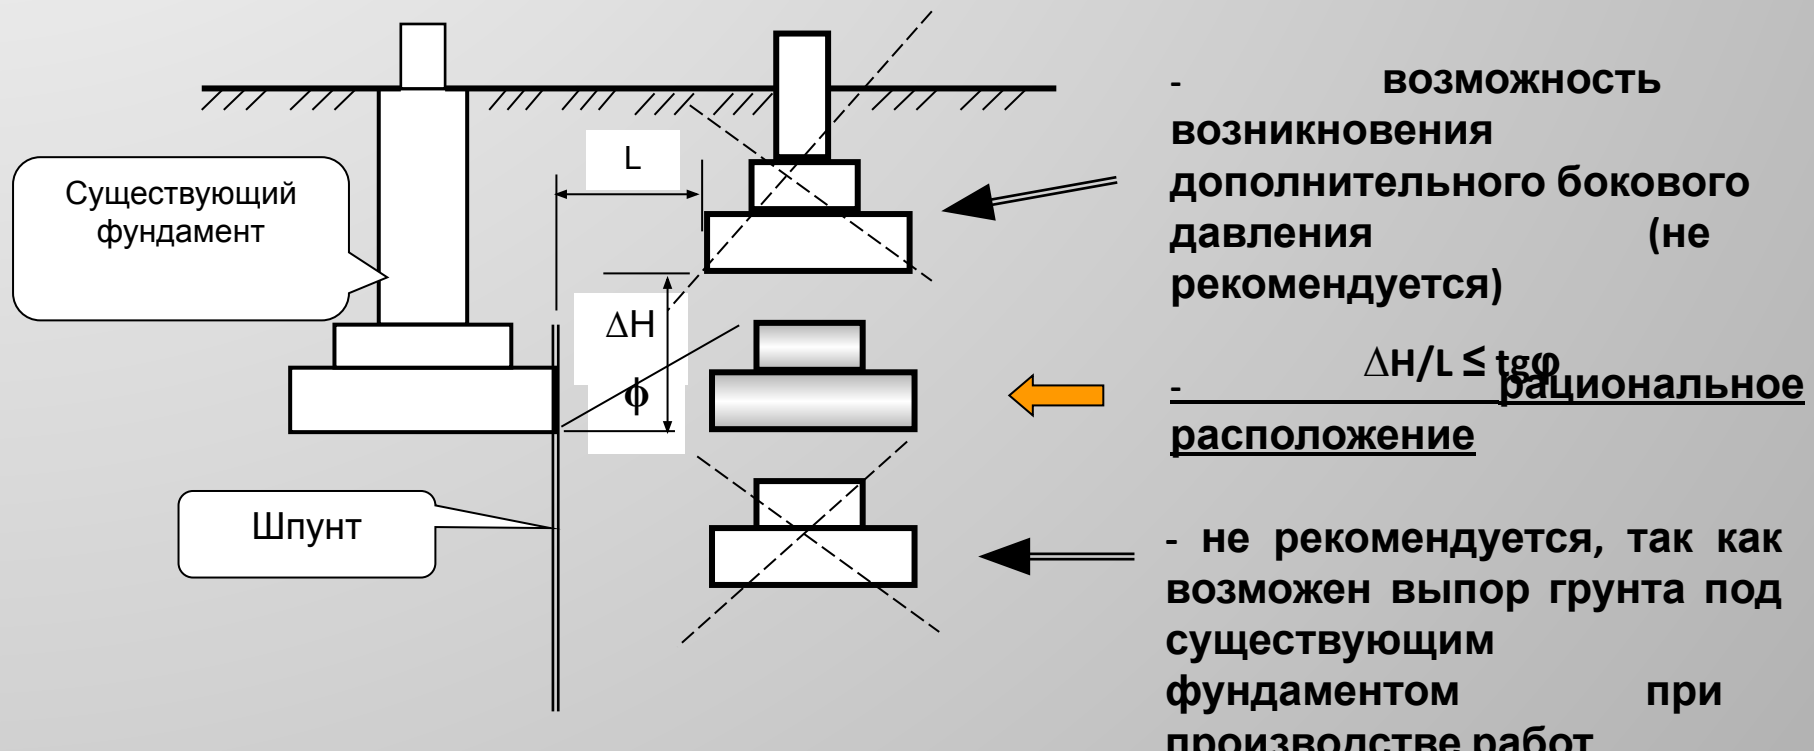 L
Существующий
фундамент
ΔH
ϕ
Шпунт
- возможность
возникновения
дополнительного бокового
давления (не
рекомендуется)
ΔH/L ≤ tgφ
- рациональное
расположение
- не рекомендуется, так как
возможен выпор грунта под
существующим
фундаментом при
производстве работ